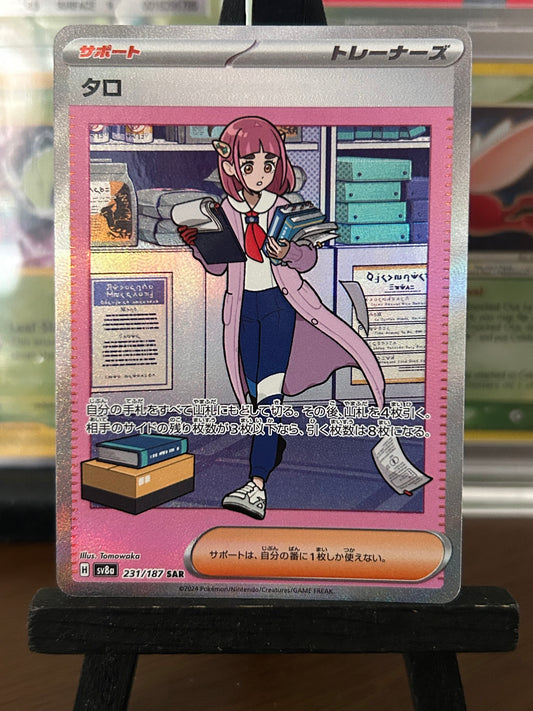 サポート
トレーナーズ
タロ
自分の手札をすべて山札にもどして切る。その後、山札を4枚引く。
相手のサイドの残り枚数が3枚以下なら、引く枚数は8枚になる。
Illus. Tomowaka
サポートは、自分の番に1枚しか使えない。
H sv8a 231/187 SAR
©2024 Pokémon/Nintendo/Creatures/GAME FREAK.